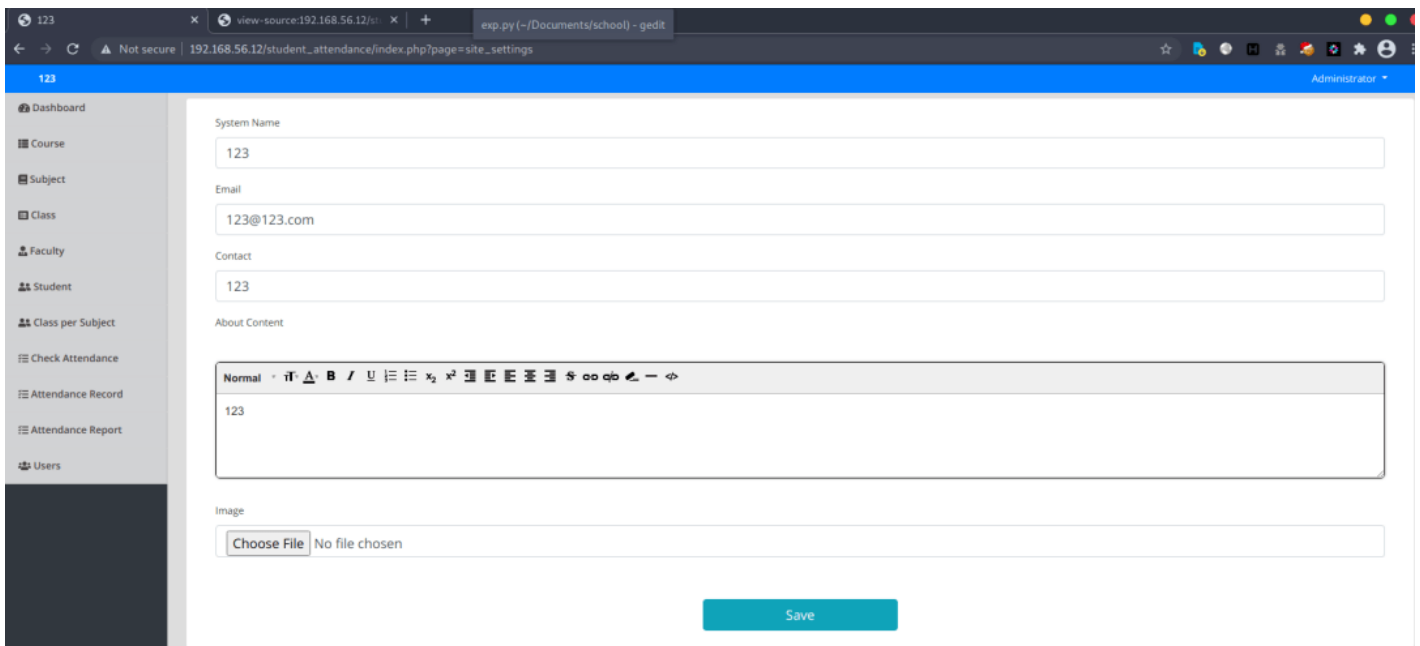 123
view-source:192.168.56.12/st
exp.py (~/Documents/school) - gedit
Not secure
192.168.56.12/student_attendance/index.php?page=site_settings
123
Administrator
Dashboard
Course
Subject
Class
Faculty
Student
Class per Subject
Check Attendance
Attendance Record
Attendance Report
Users
System Name
123
Email
123@123.com
Contact
123
About Content
Normal
123
Image
Choose File No file chosen
Save